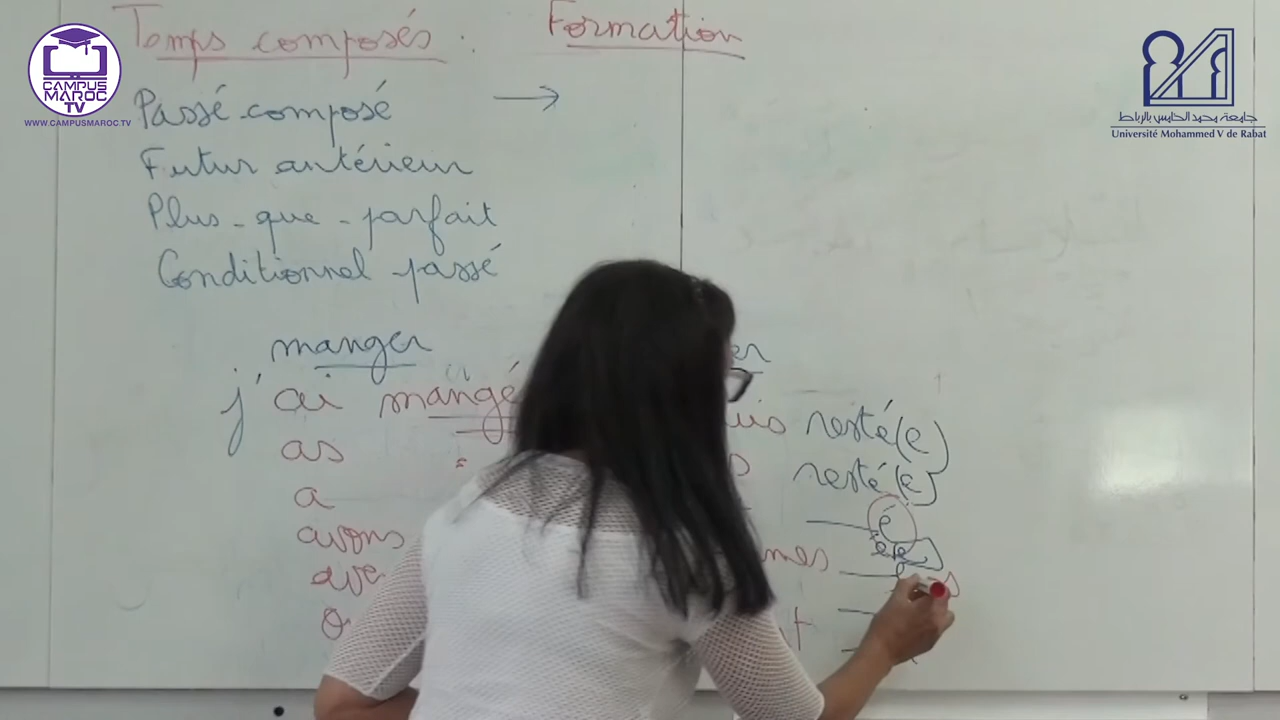 CAMPUS
MAROC
TV
WWW.CAMPUSMAROC.TV
جامعة محمد الخامس بالرباط
Université Mohammed V de Rabat
Temps composés : Formation
Passé composé →
Futur antérieur
Plus-que-parfait
Conditionnel passé
manger
j' ai mangé
as
a
avons
resté(e)
resté(e)
é